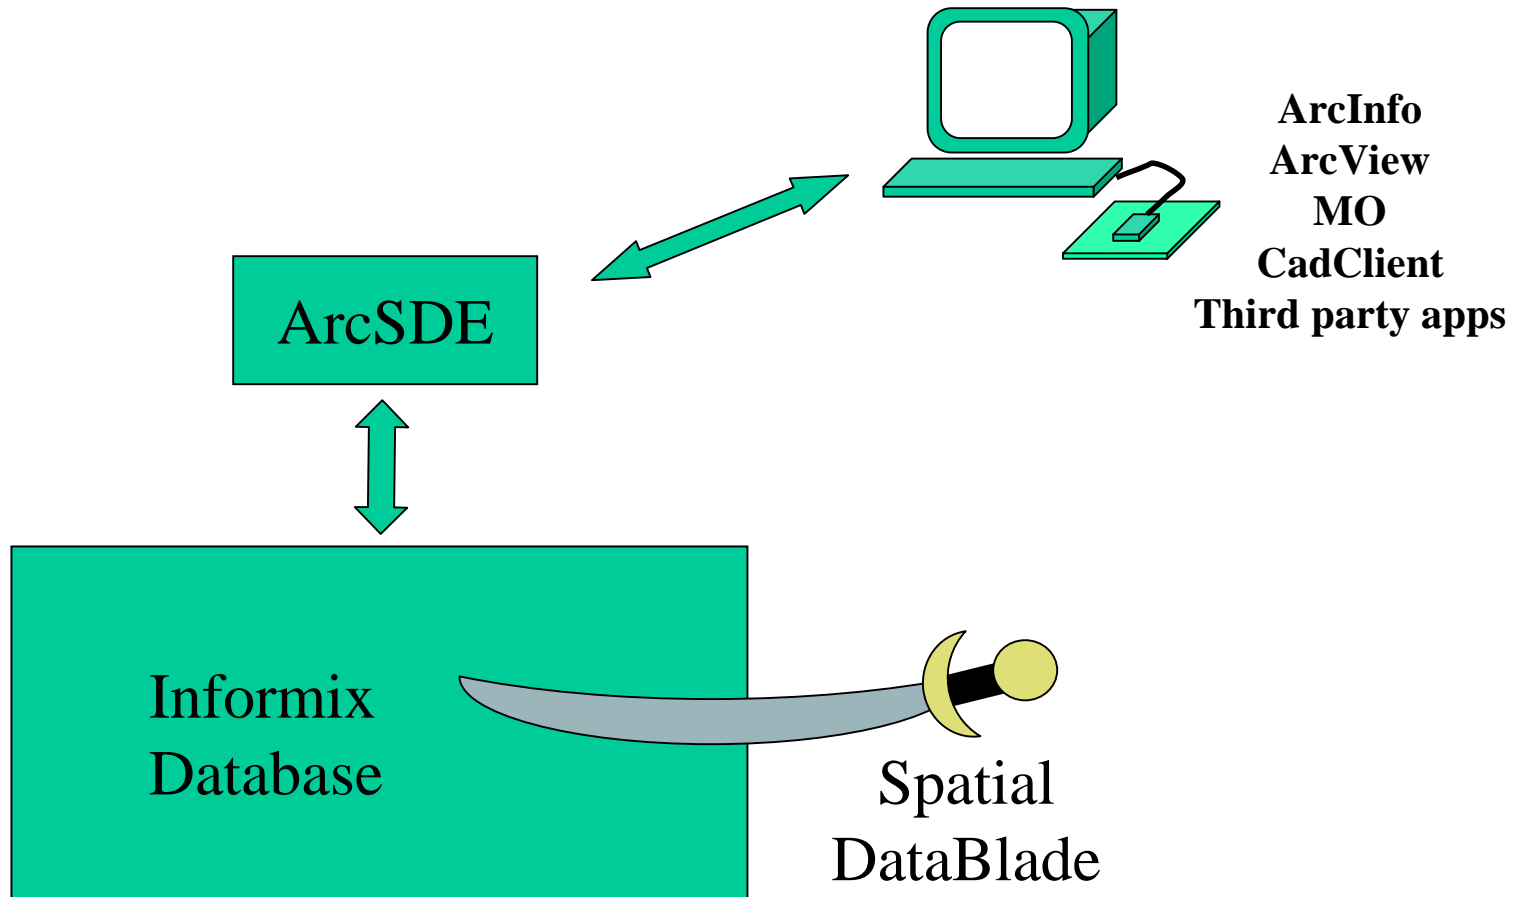 ArcInfo
ArcView
MO
CadClient
Third party apps
ArcSDE
Informix
Database
Spatial
DataBlade